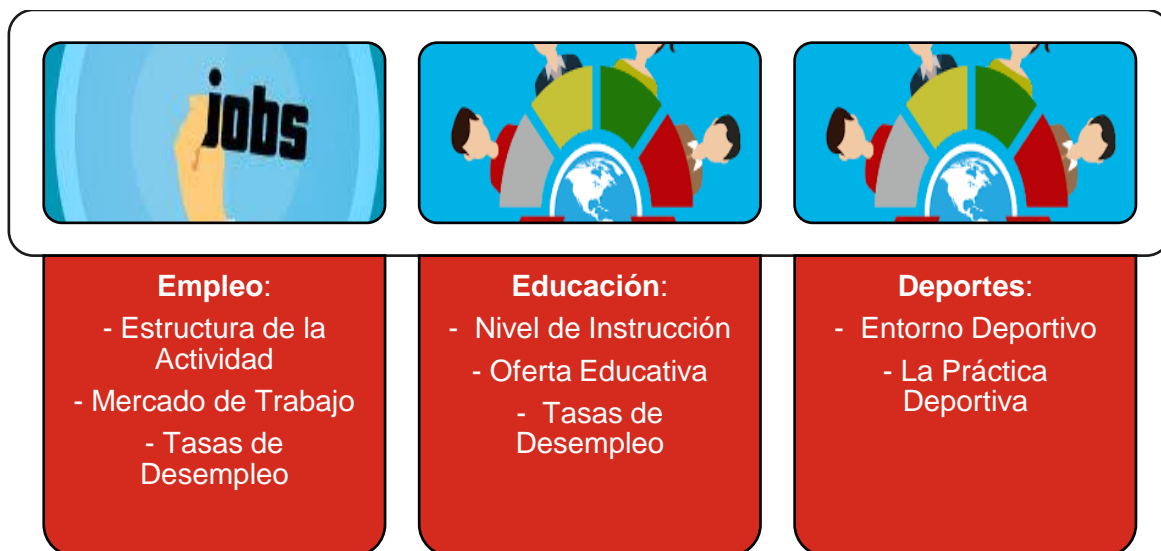 jobs
Empleo:
- Estructura de la
Actividad
- Mercado de Trabajo
- Tasas de
Desempleo
Educación:
- Nivel de Instrucción
- Oferta Educativa
- Tasas de
Desempleo
Deportes:
- Entorno Deportivo
- La Práctica
Deportiva